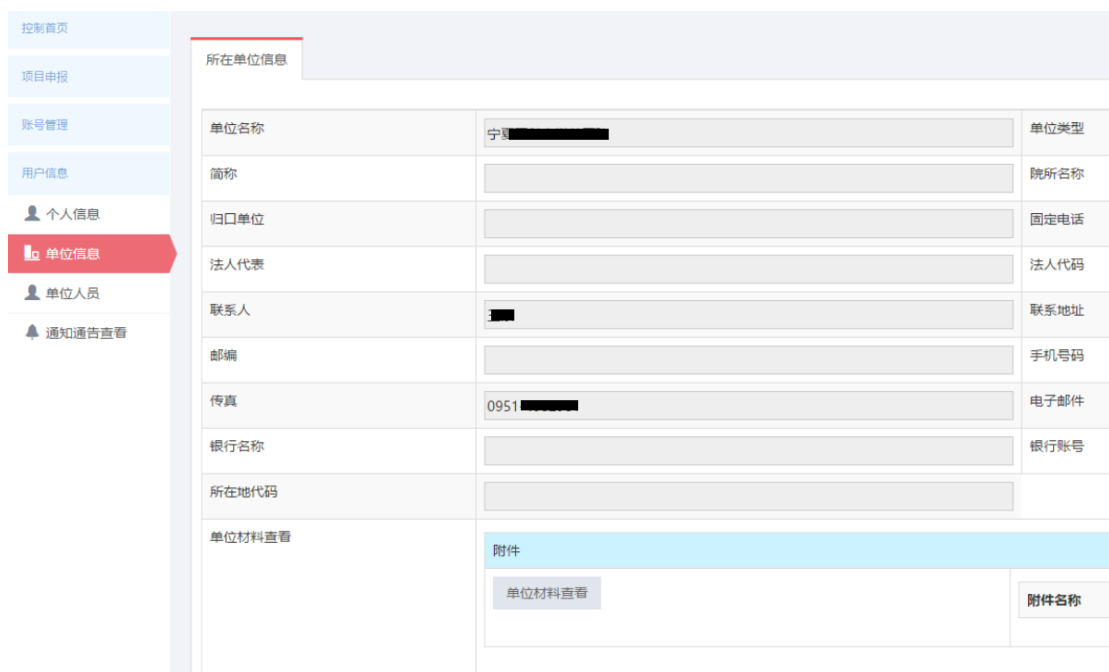 控制首页
项目申报
账号管理
用户信息
个人信息
单位信息
单位人员
通知通告查看
所在单位信息
单位名称 宁夏 单位类型
简称 院所名称
归口单位 固定电话
法人代表 法人代码
联系人 联系地址
邮编 手机号码
传真 0951 电子邮件
银行名称 银行账号
所在地代码
单位材料查看
附件
单位材料查看
附件名称